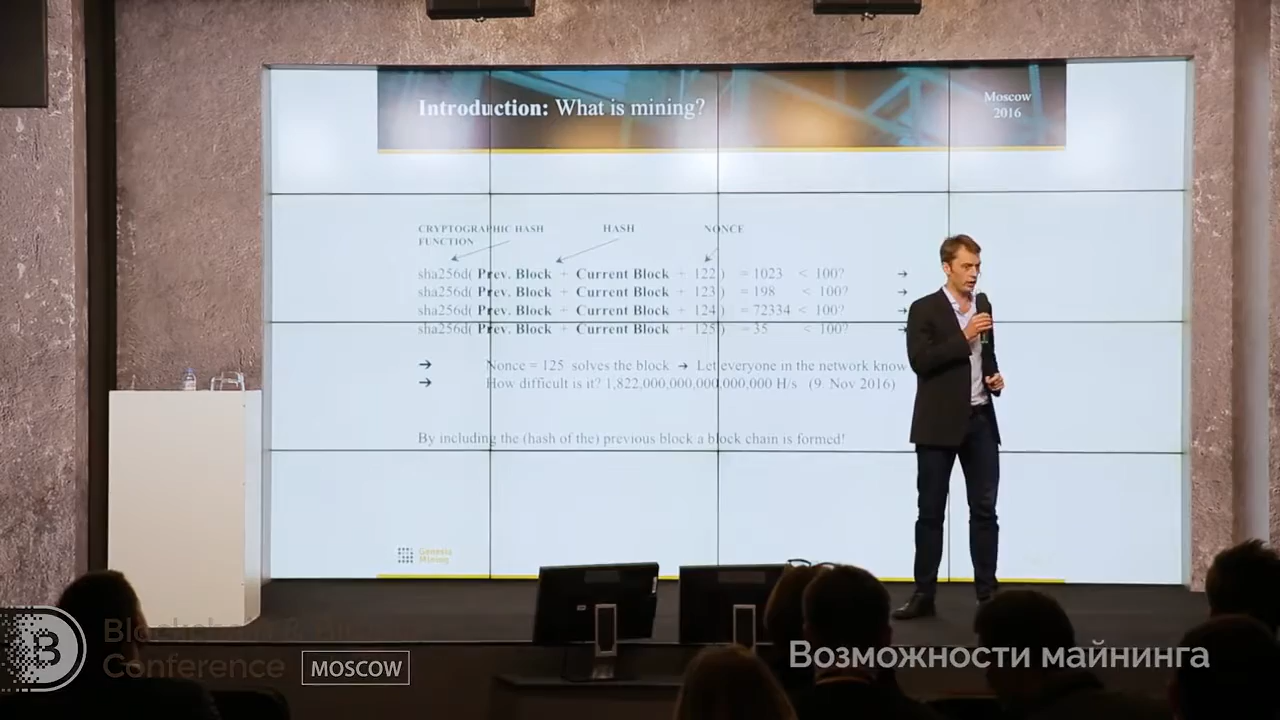 Introduction: What is mining?
Moscow
2016
CRYPTOGRAPHIC HASH
FUNCTION
HASH
NONCE
sha256d( Prev. Block + Current Block + 122 ) = 1023 < 100? →
sha256d( Prev. Block + Current Block + 123 ) = 198 < 100? →
sha256d( Prev. Block + Current Block + 124 ) = 72334 < 100? →
sha256d( Prev. Block + Current Block + 125 ) = 35 < 100? →
→ Nonce = 125 solves the block → Let everyone in the network know
→ How difficult is it? 1,822,000,000,000,000,000 H/s (9. Nov 2016)
By including the (hash of the) previous block a block chain is formed!
Genesis
Mining
Blockchain & Bitcoin
Conference
MOSCOW
Возможности майнинга